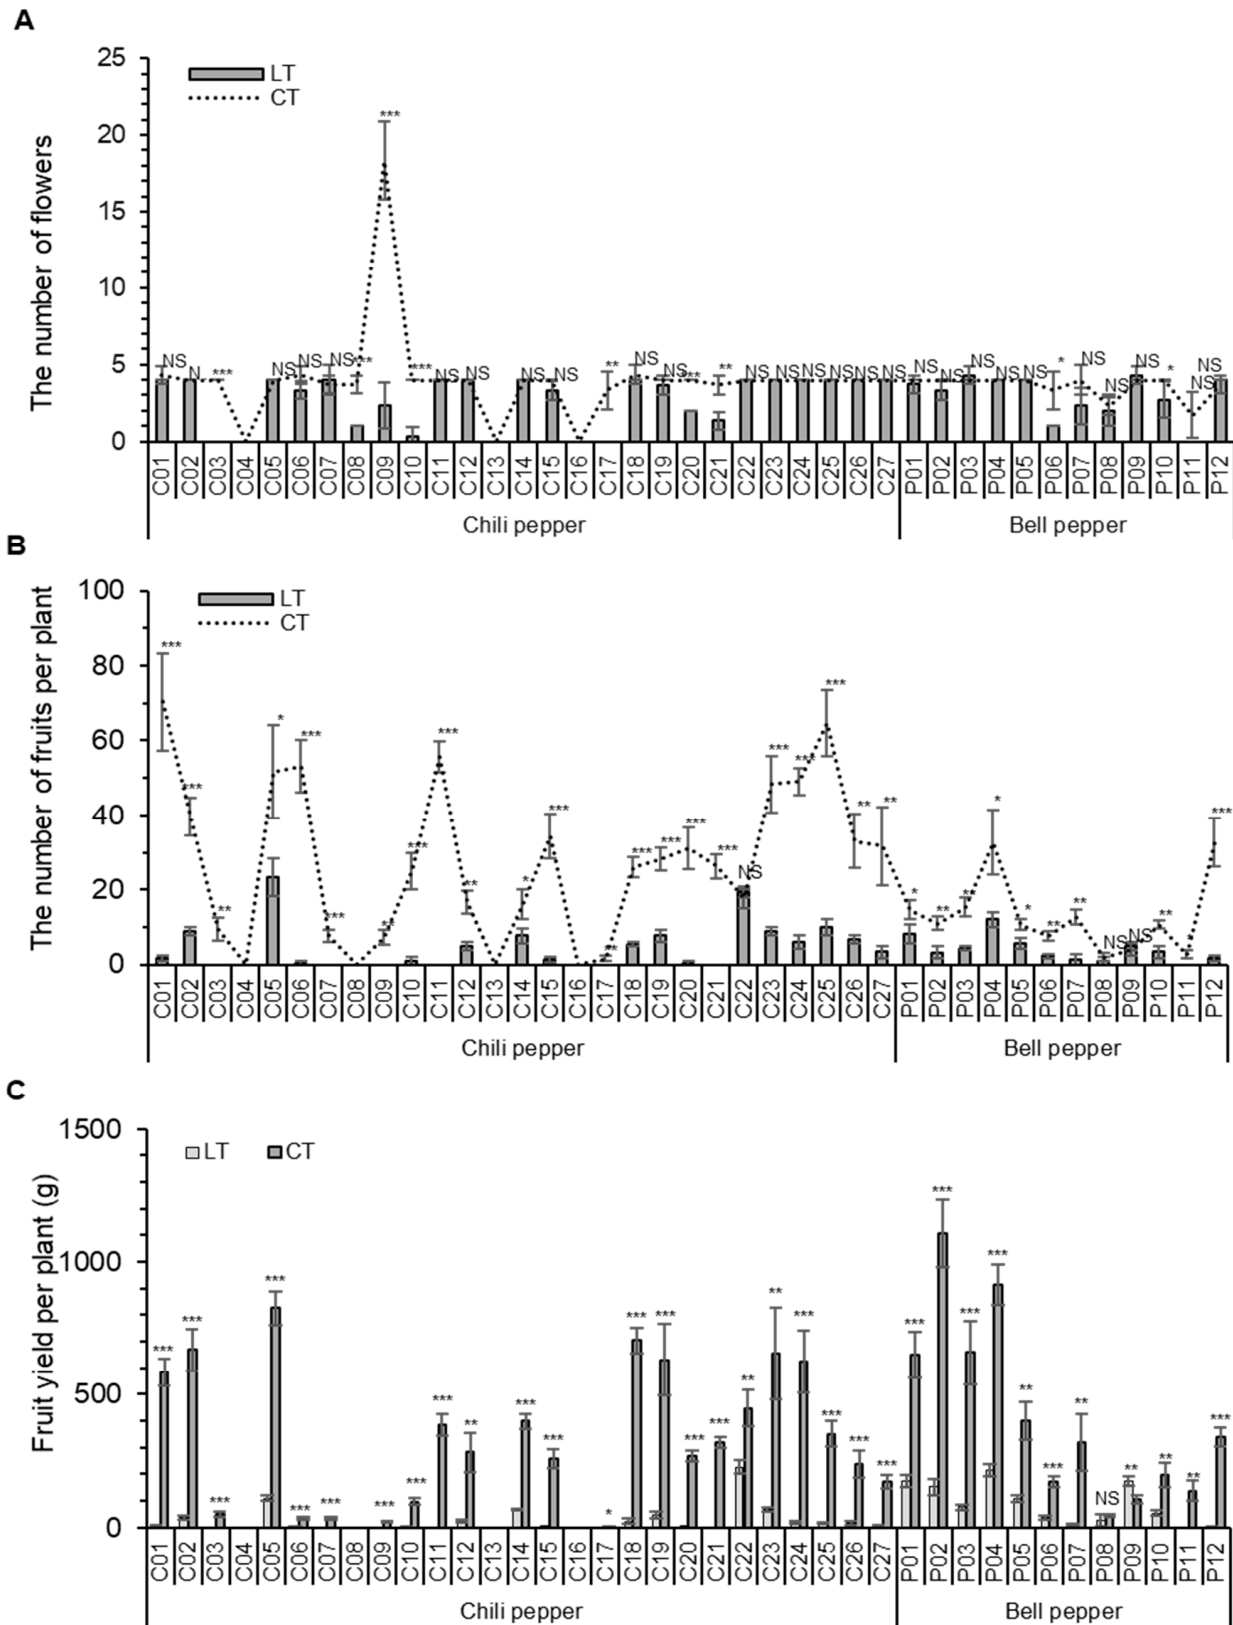 A
The number of flowers
25
20
15
10
5
0
LT
CT
NS N *** NS NS NS *** *** *** NS NS NS NS ** NS NS *** ** NS NS NS NS NS NS NS NS NS NS NS * NS NS NS * NS NS
C01 C02 C03 C04 C05 C06 C07 C08 C09 C10 C11 C12 C13 C14 C15 C16 C17 C18 C19 C20 C21 C22 C23 C24 C25 C26 C27 P01 P02 P03 P04 P05 P06 P07 P08 P09 P10 P11 P12
Chili pepper Bell pepper
B
The number of fruits per plant
100
80
60
40
20
0
LT
CT
*** *** ** * *** *** ** *** *** ** * *** ** *** *** *** *** NS *** *** *** ** ** * ** ** * * ** ** NS NS ** ***
C01 C02 C03 C04 C05 C06 C07 C08 C09 C10 C11 C12 C13 C14 C15 C16 C17 C18 C19 C20 C21 C22 C23 C24 C25 C26 C27 P01 P02 P03 P04 P05 P06 P07 P08 P09 P10 P11 P12
Chili pepper Bell pepper
C
Fruit yield per plant (g)
1500
1000
500
0
LT CT
*** *** *** *** *** *** *** *** *** ** *** *** * *** *** *** *** ** ** *** *** *** *** *** *** *** *** ** *** ** NS ** ** ** ***
C01 C02 C03 C04 C05 C06 C07 C08 C09 C10 C11 C12 C13 C14 C15 C16 C17 C18 C19 C20 C21 C22 C23 C24 C25 C26 C27 P01 P02 P03 P04 P05 P06 P07 P08 P09 P10 P11 P12
Chili pepper Bell pepper